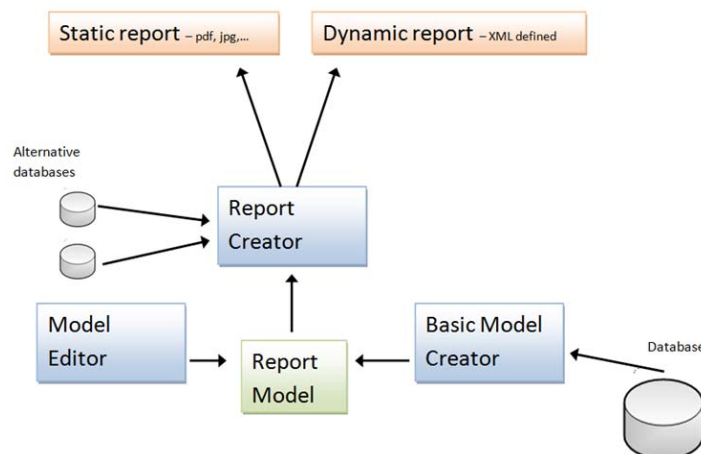 Static report – pdf, jpg,...
Dynamic report – XML defined
Alternative
databases
Report
Creator
Model
Editor
Report
Model
Basic Model
Creator
Database